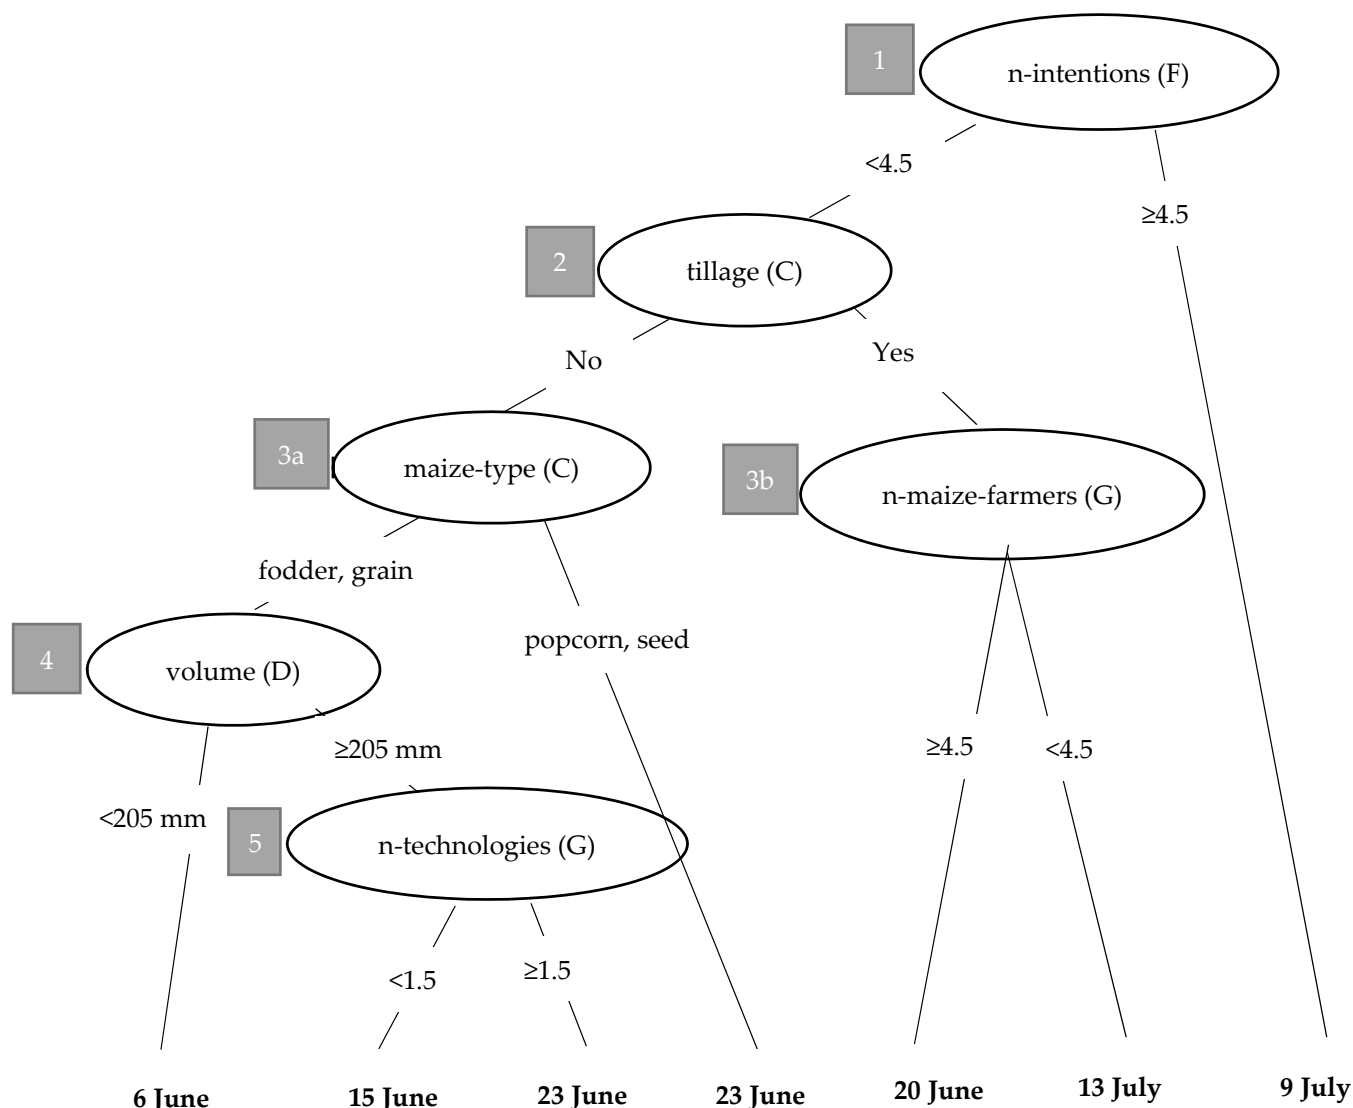 1
n-intentions (F)
<4.5
≥4.5
2
tillage (C)
No
Yes
3a
maize-type (C)
3b
n-maize-farmers (G)
fodder, grain
popcorn, seed
4
volume (D)
≥205 mm
≥4.5
<4.5
<205 mm
5
n-technologies (G)
<1.5
≥1.5
6 June
15 June
23 June
23 June
20 June
13 July
9 July